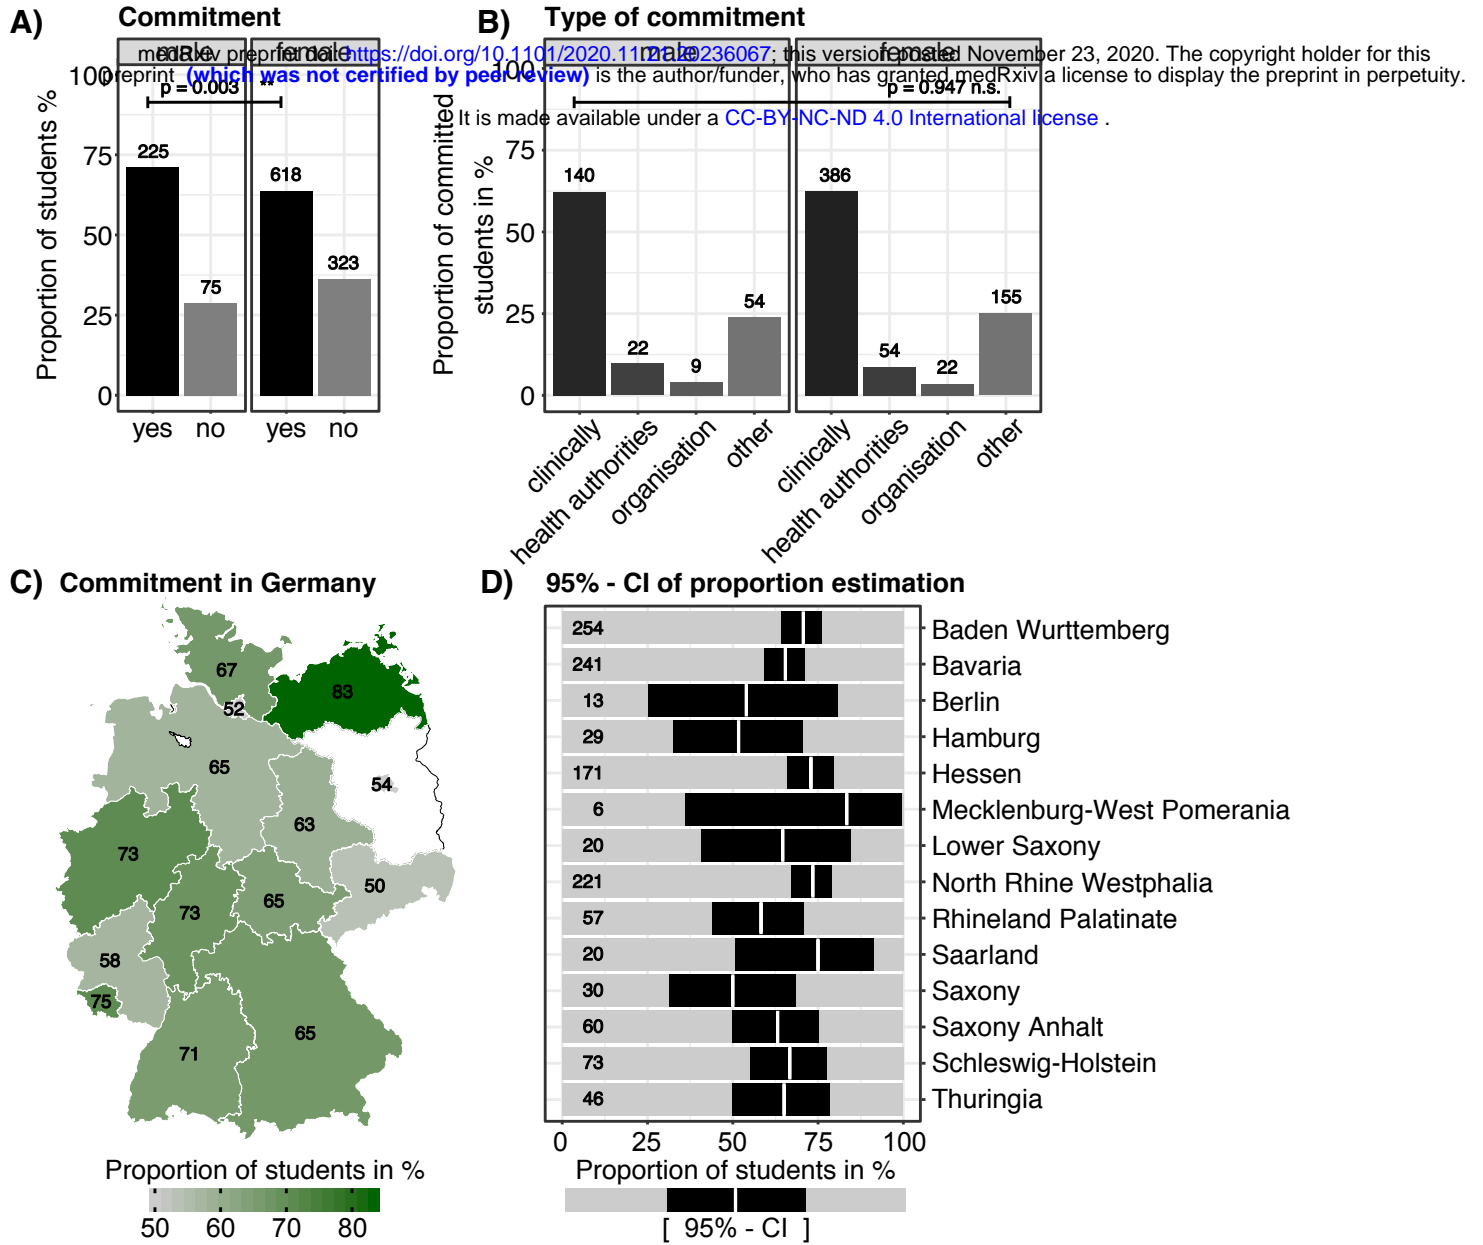 A) Commitment
B) Type of commitment
male female
male female
medRxiv preprint doi: https://doi.org/10.1101/2020.11.21.20236067; this version posted November 23, 2020. The copyright holder for this
preprint (which was not certified by peer review) is the author/funder, who has granted medRxiv a license to display the preprint in perpetuity.
It is made available under a CC-BY-NC-ND 4.0 International license .
p = 0.003 **
p = 0.947 n.s.
Proportion of students %
100
75
50
25
0
225
75
618
323
yes no yes no
Proportion of committed
students in %
100
75
50
25
0
140
22
9
54
386
54
22
155
clinically
health authorities
organisation
other
clinically
health authorities
organisation
other
C) Commitment in Germany
67
83
52
65
54
63
73
50
73
65
58
75
65
71
Proportion of students in %
50 60 70 80
D) 95% - CI of proportion estimation
254 Baden Wurttemberg
241 Bavaria
13 Berlin
29 Hamburg
171 Hessen
6 Mecklenburg-West Pomerania
20 Lower Saxony
221 North Rhine Westphalia
57 Rhineland Palatinate
20 Saarland
30 Saxony
60 Saxony Anhalt
73 Schleswig-Holstein
46 Thuringia
0 25 50 75 100
Proportion of students in %
[ 95% - CI ]